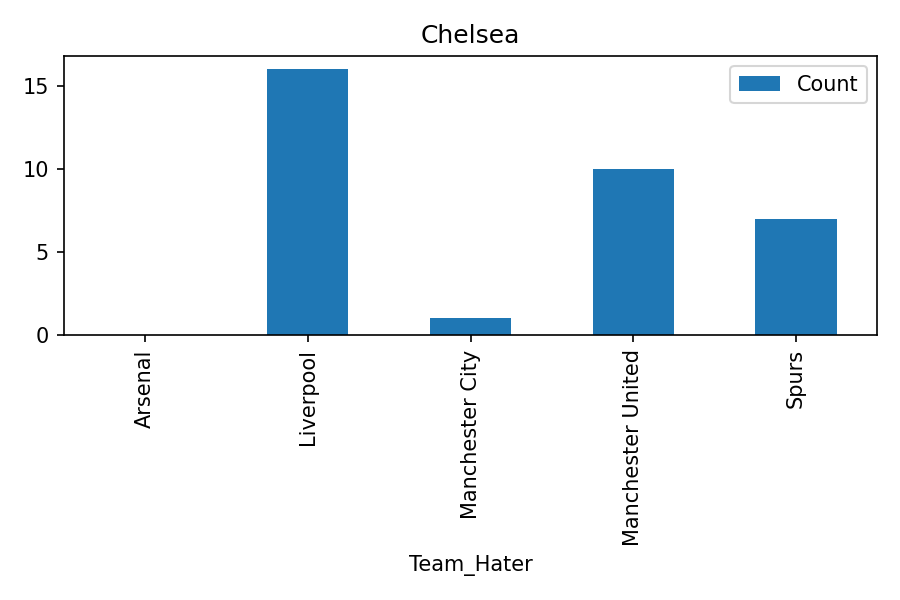 Chelsea
Count
15
10
5
0
Arsenal
Liverpool
Manchester City
Manchester United
Spurs
Team_Hater